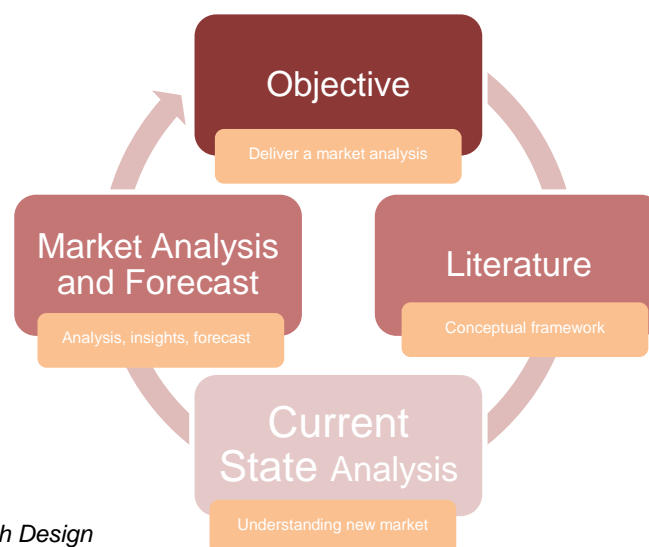 Objective
Deliver a market analysis
Literature
Conceptual framework
Current
State Analysis
Understanding new market
Market Analysis
and Forecast
Analysis, insights, forecast
Design